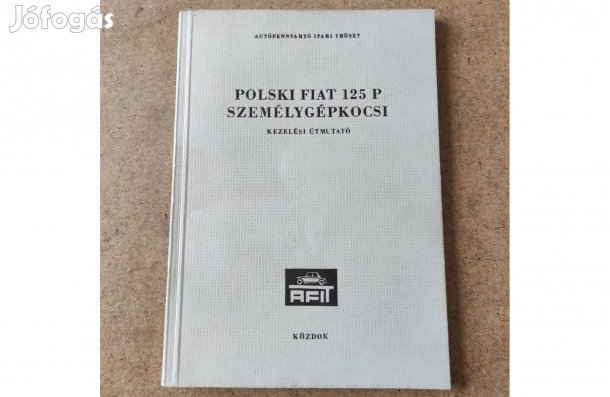 Jófogás
AUTÓFENNTARTÓ IPARI TRÖSZT
POLSKI FIAT 125 P
SZEMÉLYGÉPKOCSI
KEZELÉSI ÚTMUTATÓ
AFIT
KÖZDOK